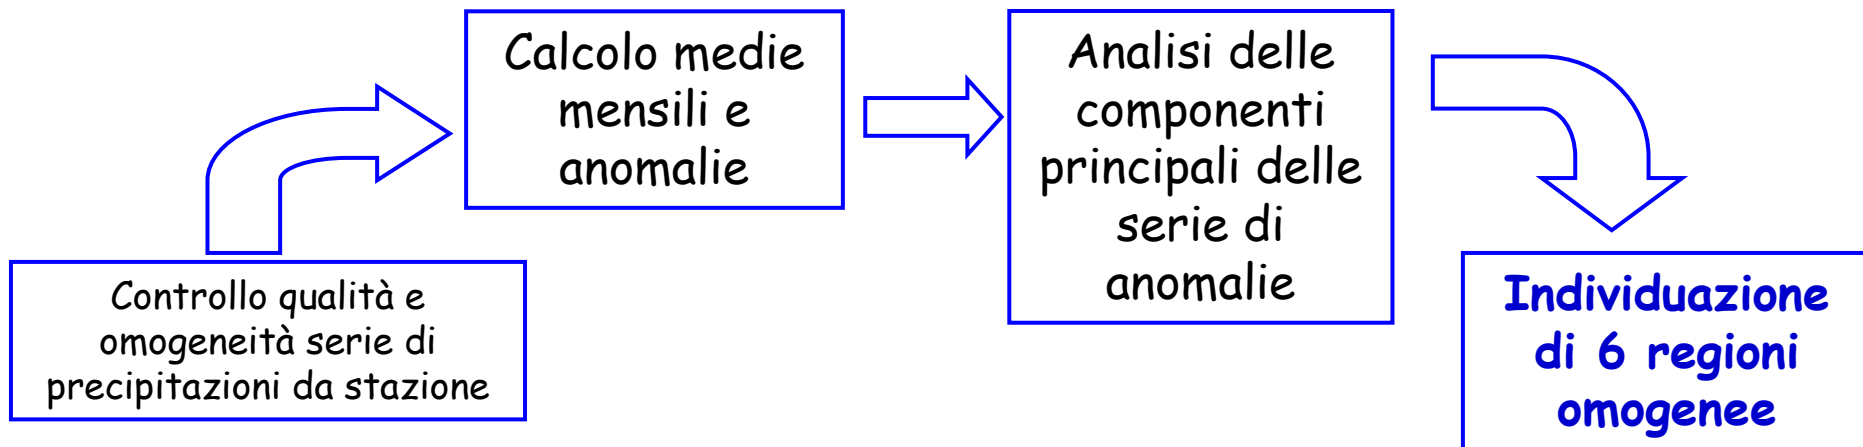 Controllo qualità e
omogeneità serie di
precipitazioni da stazione
Calcolo medie
mensili e
anomalie
Analisi delle
componenti
principali delle
serie di
anomalie
Individuazione
di 6 regioni
omogenee